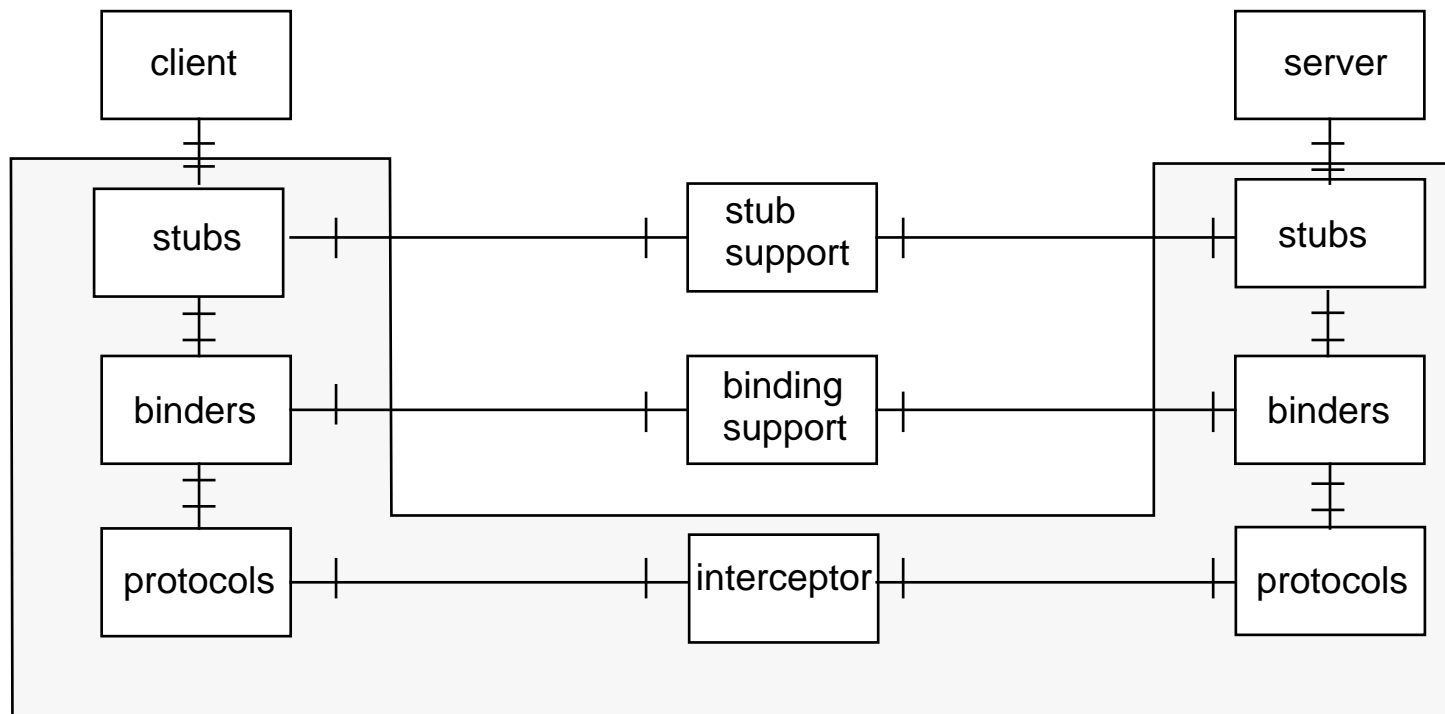 client
server
stubs
stub
support
stubs
binders
binding
support
binders
protocols
interceptor
protocols